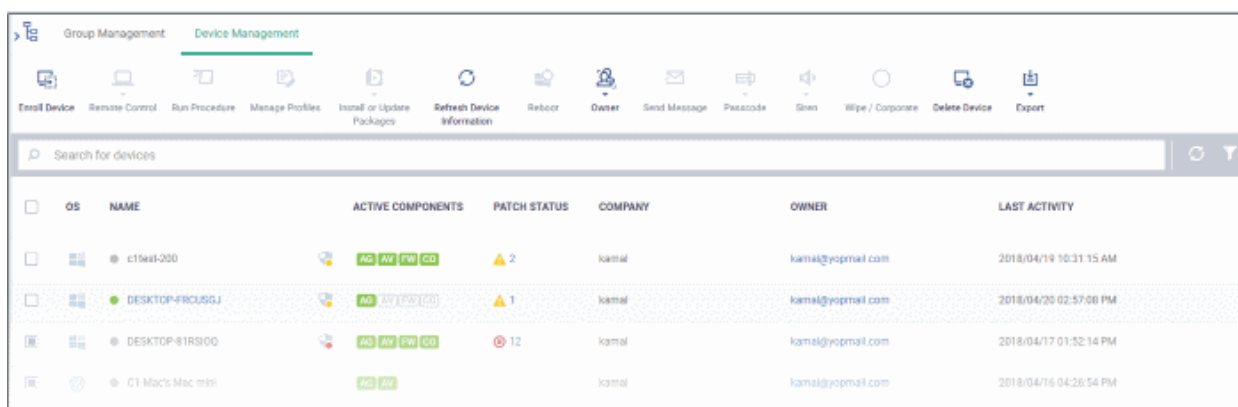 Group Management Device Management
Enroll Device Remote Control Run Procedure Manage Profiles Install or Update Packages Refresh Device Information Reboot Owner Send Message Passcode Siren Wipe / Corporate Delete Device Export
Search for devices
OS NAME ACTIVE COMPONENTS PATCH STATUS COMPANY OWNER LAST ACTIVITY
c1test-200 AG AV FW CO 2 kamal kamal@yopmail.com 2018/04/19 10:31:15 AM
DESKTOP-FRCUSGJ AG AV FW CO 1 kamal kamal@yopmail.com 2018/04/20 02:57:08 PM
DESKTOP-81RSIOQ AG AV FW CO 12 kamal kamal@yopmail.com 2018/04/17 01:52:14 PM
C1 Mac's Mac mini AG AV kamal kamal@yopmail.com 2018/04/16 04:26:54 PM